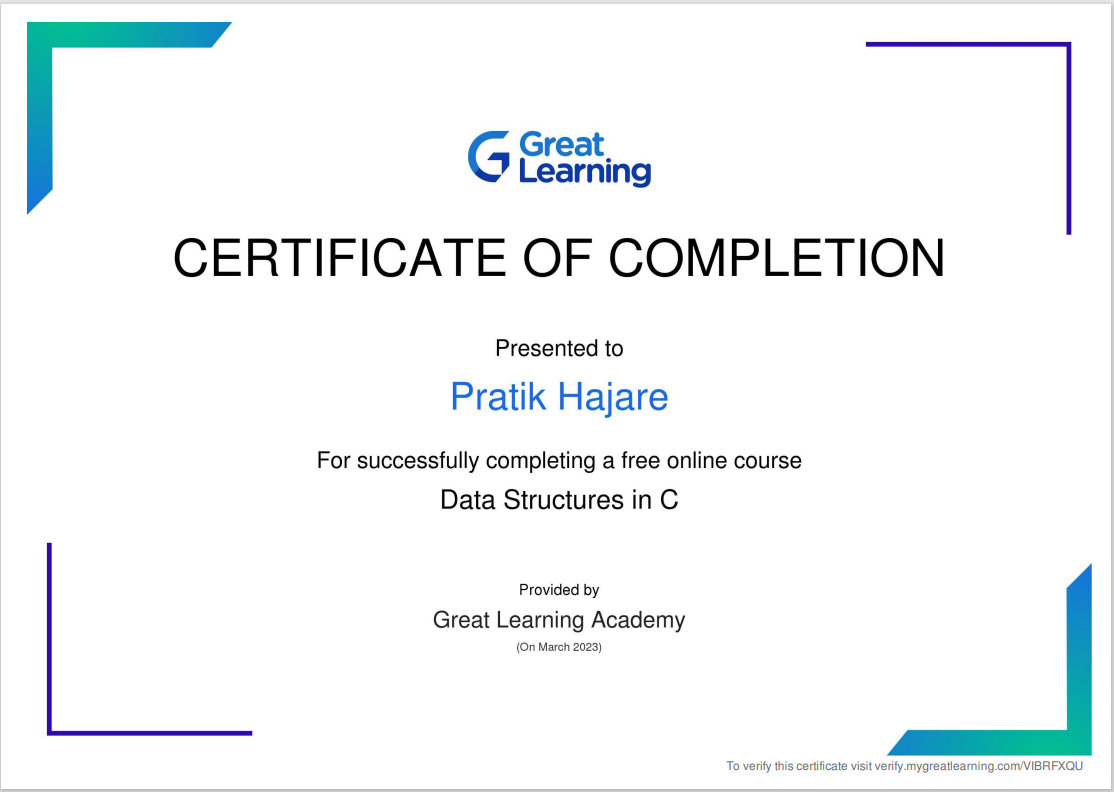 Great
Learning
CERTIFICATE OF COMPLETION
Presented to
Pratik Hajare
For successfully completing a free online course
Data Structures in C
Provided by
Great Learning Academy
(On March 2023)
To verify this certificate visit verify.mygreatlearning.com/VIBRFXQU